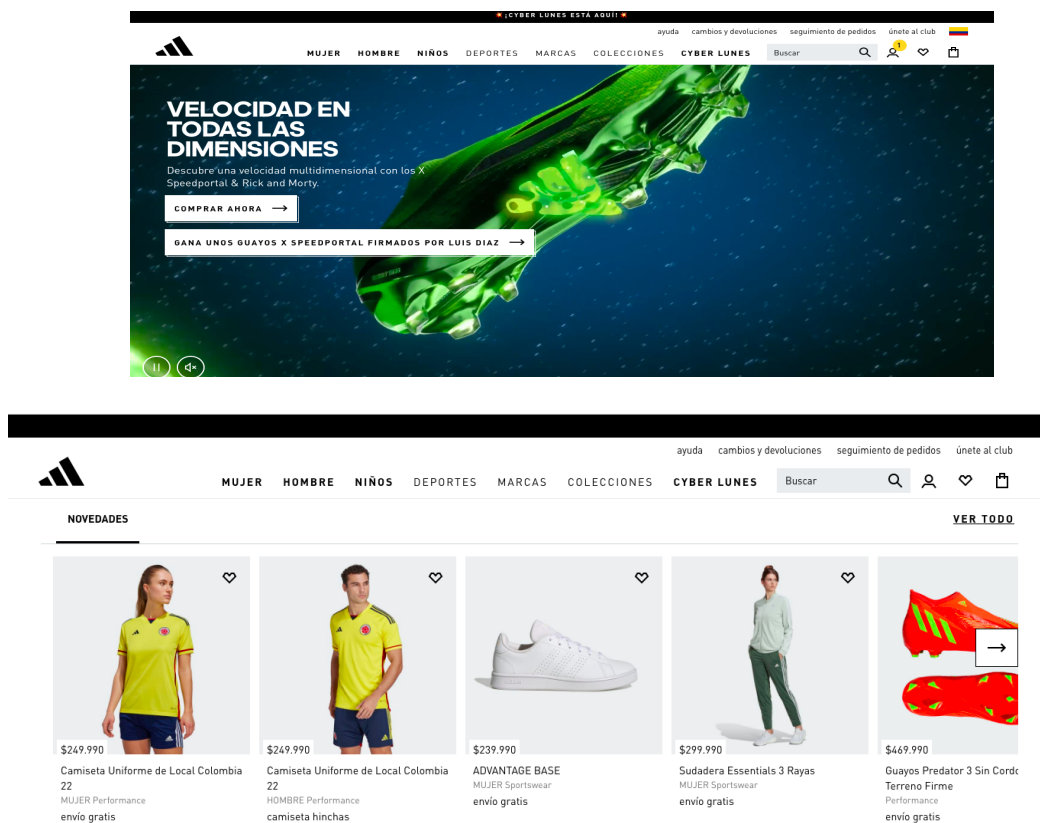 ¡CYBER LUNES ESTÁ AQUÍ!
ayuda cambios y devoluciones seguimiento de pedidos únete al club
MUJER HOMBRE NIÑOS DEPORTES MARCAS COLECCIONES CYBER LUNES Buscar 1
VELOCIDAD EN
TODAS LAS
DIMENSIONES
Descubre una velocidad multidimensional con los X
Speedportal & Rick and Morty.
COMPRAR AHORA
GANA UNOS GUAYOS X SPEEDPORTAL FIRMADOS POR LUIS DIAZ
ayuda cambios y devoluciones seguimiento de pedidos únete al club
MUJER HOMBRE NIÑOS DEPORTES MARCAS COLECCIONES CYBER LUNES Buscar
NOVEDADES VER TODO
$249.990 $249.990 $239.990 $299.990 $469.990
Camiseta Uniforme de Local Colombia Camiseta Uniforme de Local Colombia ADVANTAGE BASE Sudadera Essentials 3 Rayas Guayos Predator 3 Sin Cordo
22 22 MUJER Sportswear MUJER Sportswear Terreno Firme
MUJER Performance HOMBRE Performance envío gratis envío gratis Performance
envío gratis camiseta hinchas envío gratis